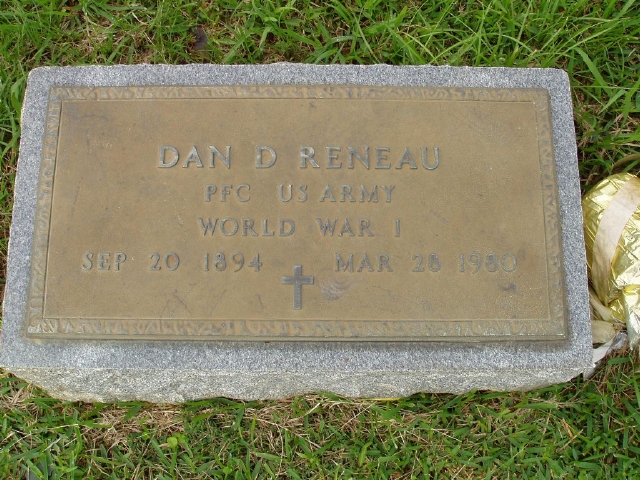 DAN D RENEAU
PFC US ARMY
WORLD WAR I
SEP 20 1894 MAR 28 1980